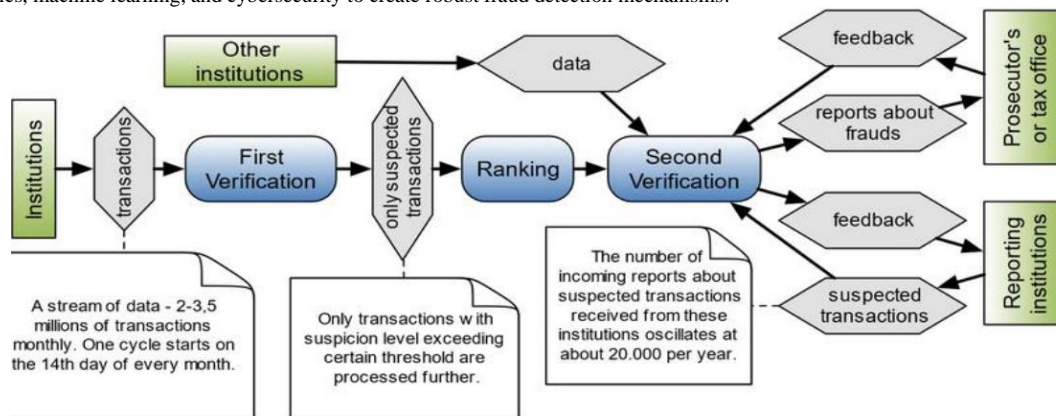 machine learning, and cybersecurity to create robust fraud detection mechanisms.
Other
institutions
data
feedback
Prosecutor's
or tax office
reports about
frauds
Institutions
transactions
First
Verification
only suspected
transactions
Ranking
Second
Verification
feedback
Reporting
institutions
suspected
transactions
A stream of data - 2-3,5
millions of transactions
monthly. One cycle starts on
the 14th day of every month.
Only transactions with
suspicion level exceeding
certain threshold are
processed further.
The number of
incoming reports about
suspected transactions
received from these
institutions oscillates at
about 20.000 per year.